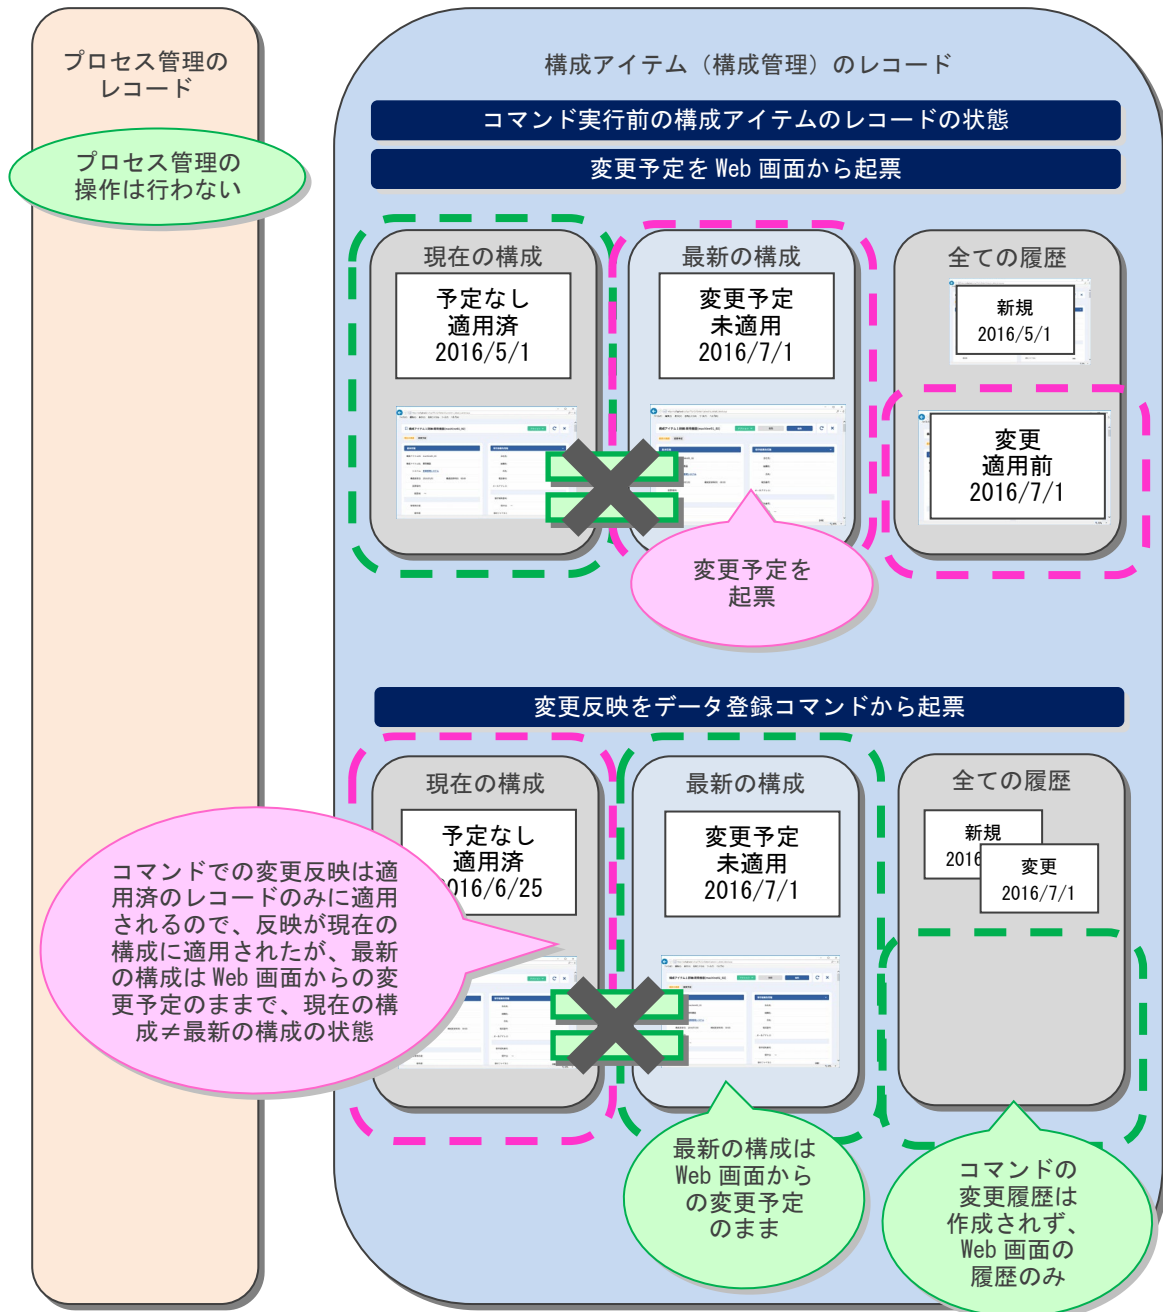 プロセス管理の
レコード
プロセス管理の
操作は行わない
構成アイテム（構成管理）のレコード
コマンド実行前の構成アイテムのレコードの状態
変更予定を Web 画面から起票
現在の構成
予定なし
適用済
2016/5/1
最新の構成
変更予定
未適用
2016/7/1
全ての履歴
新規
2016/5/1
変更
適用前
2016/7/1
変更予定を
起票
変更反映をデータ登録コマンドから起票
現在の構成
予定なし
適用済
016/6/25
最新の構成
変更予定
未適用
2016/7/1
全ての履歴
新規
2016
変更
2016/7/1
コマンドでの変更反映は適
用済のレコードのみに適用
されるので、反映が現在の
構成に適用されたが、最新
の構成は Web 画面からの変
更予定のままで、現在の構
成≠最新の構成の状態
最新の構成は
Web 画面から
の変更予定
のまま
コマンドの
変更履歴は
作成されず、
Web 画面の
履歴のみ